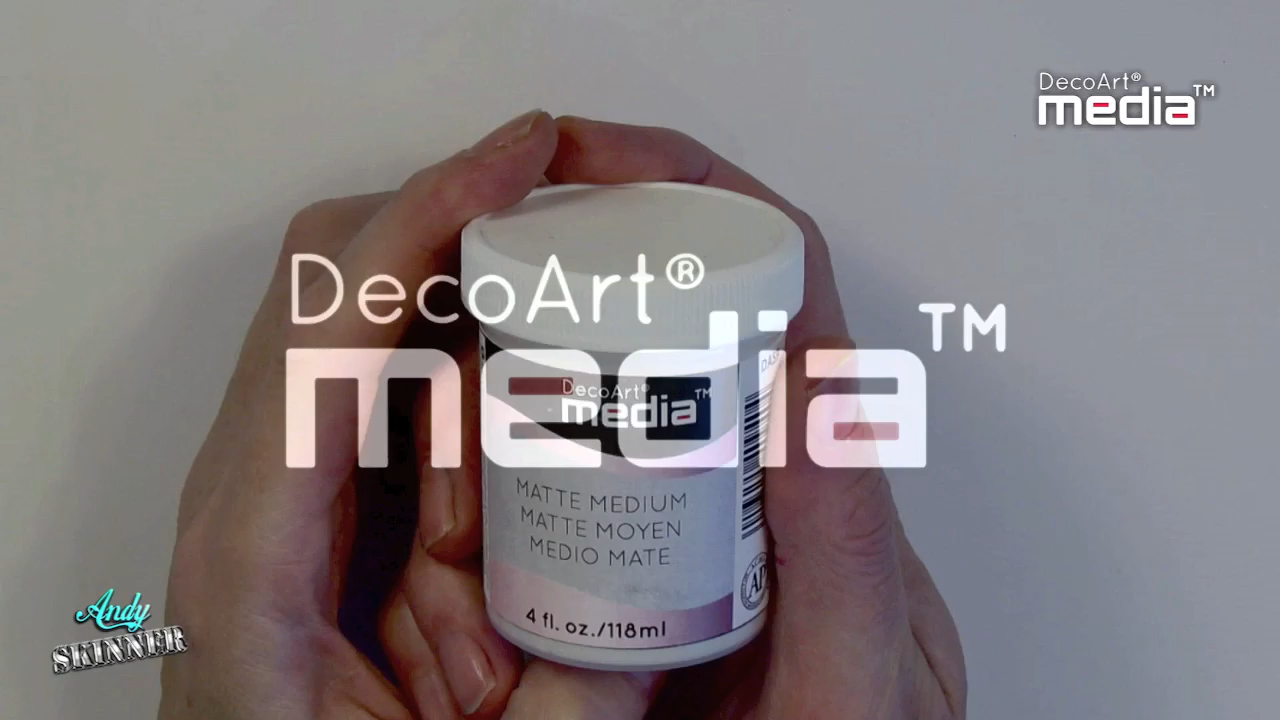 DecoArt®
media™
DecoArt®
media™
DecoArt®
media™
MATTE MEDIUM
MATTE MOYEN
MEDIO MATE
4 fl. oz./118ml
Andy
SKINNER